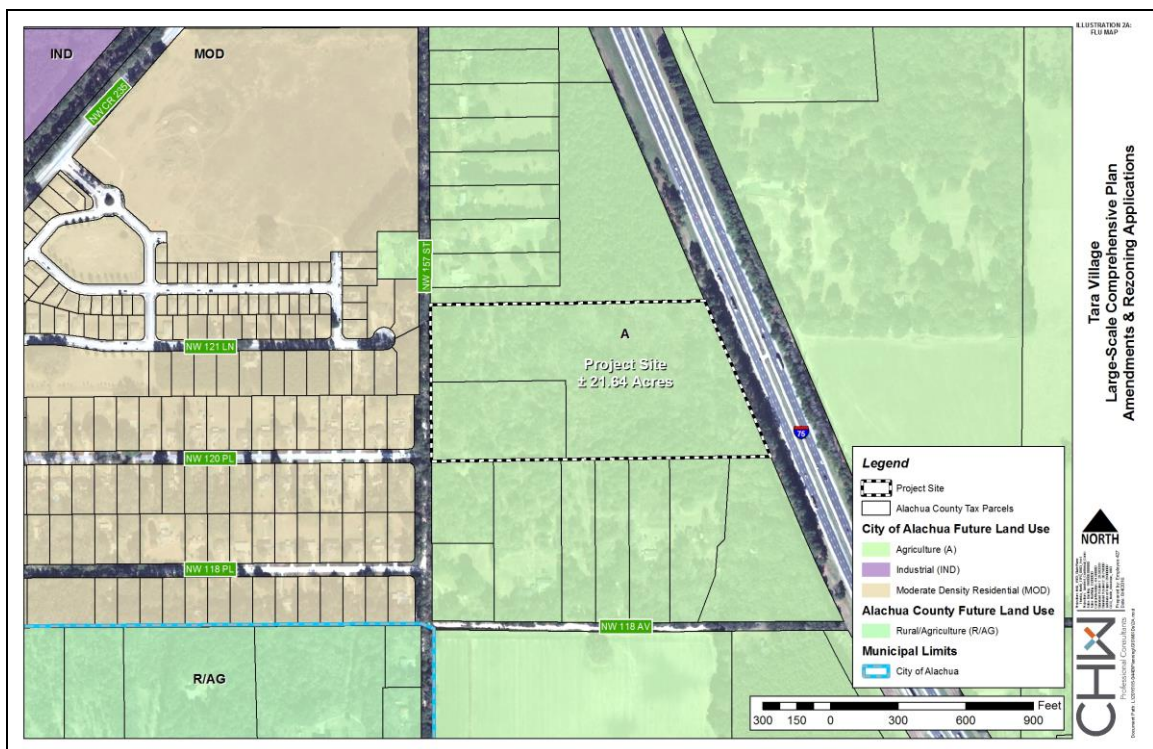 ILLUSTRATION 2A:
FLU MAP
IND
MOD
NW CR 235
NW 157 ST
NW 121 LN
A
Project Site
± 21.64 Acres
NW 120 PL
75
NW 118 PL
NW 118 AV
R/AG
Tara Village
Large-Scale Comprehensive Plan
Amendments & Rezoning Applications
Legend
Project Site
Alachua County Tax Parcels
City of Alachua Future Land Use
Agriculture (A)
Industrial (IND)
Moderate Density Residential (MOD)
Alachua County Future Land Use
Rural/Agriculture (R/AG)
Municipal Limits
City of Alachua
Feet
300 150 0 300 600 900
NORTH
CHW
Professional Consultants